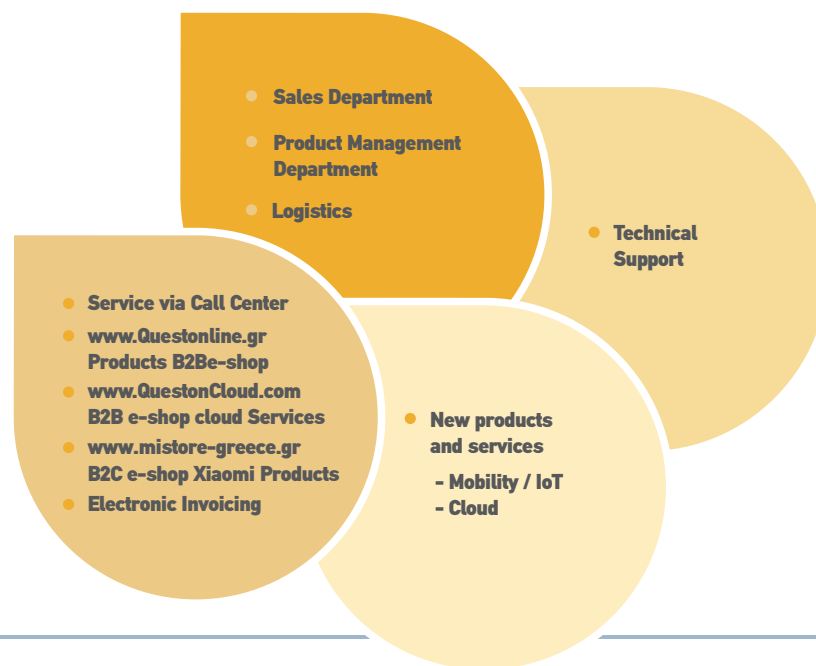 Sales Department
Product Management
Department
Logistics
Technical
Support
Service via Call Center
www.Questonline.gr
Products B2Be-shop
www.QuestonCloud.com
B2B e-shop cloud Services
www.mistore-greece.gr
B2C e-shop Xiaomi Products
Electronic Invoicing
New products
and services
- Mobility / IoT
- Cloud